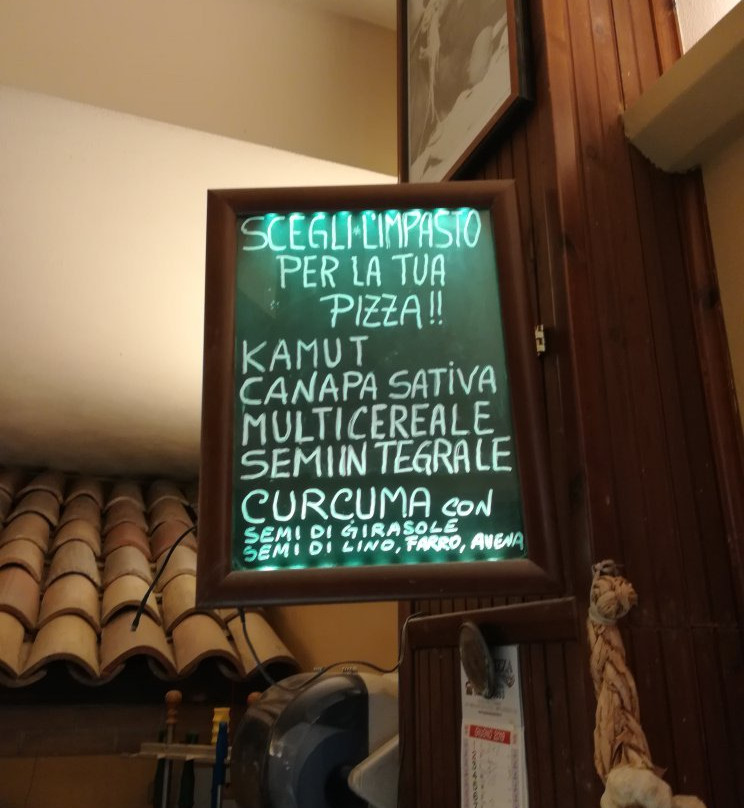 SCEGLI L'IMPASTO
PER LA TUA
PIZZA!!
KAMUT
CANAPA SATIVA
MULTICEREALE
SEMIINTEGRALE
CURCUMA CON
SEMI DI GIRASOLE
SEMI DI LINO, FARRO, AVENA